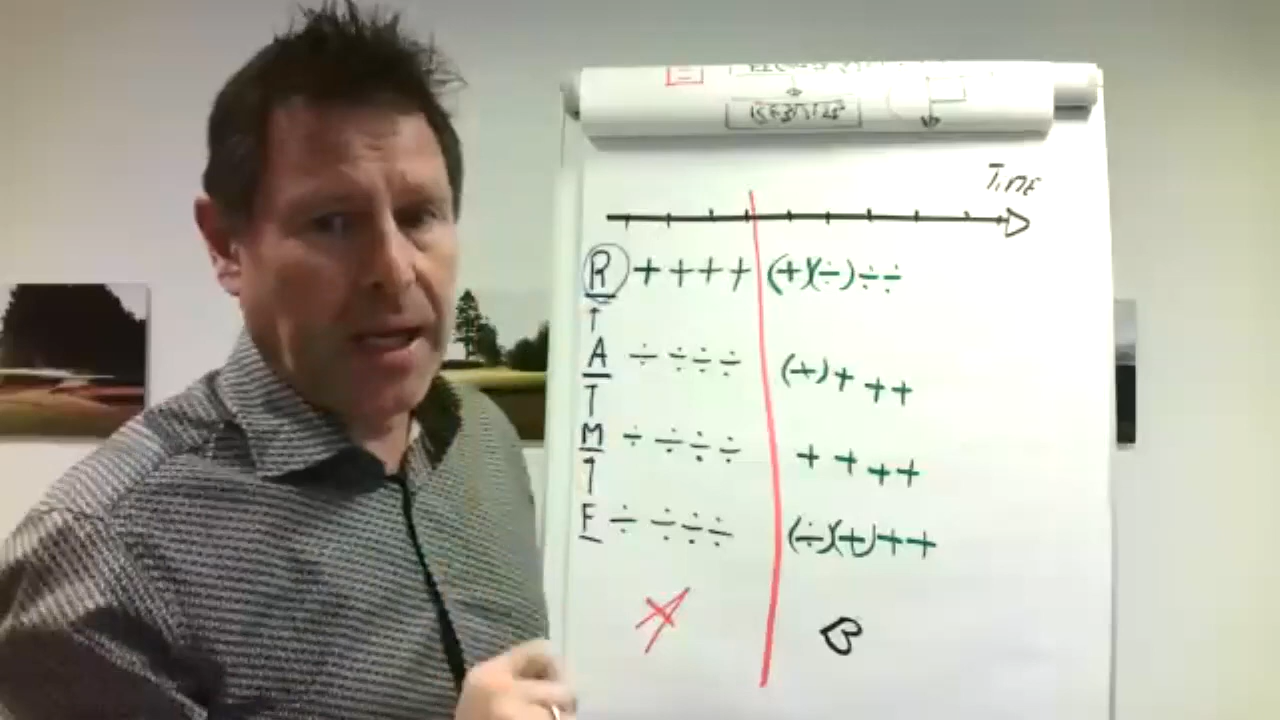 TIME
R + + + + (+)(÷) ÷ ÷
↑
A ÷ ÷ ÷ ÷ (+) + + +
↑
M ÷ ÷ ÷ ÷ + + + +
↑
F ÷ ÷ ÷ ÷ (÷)(+) + +
A B